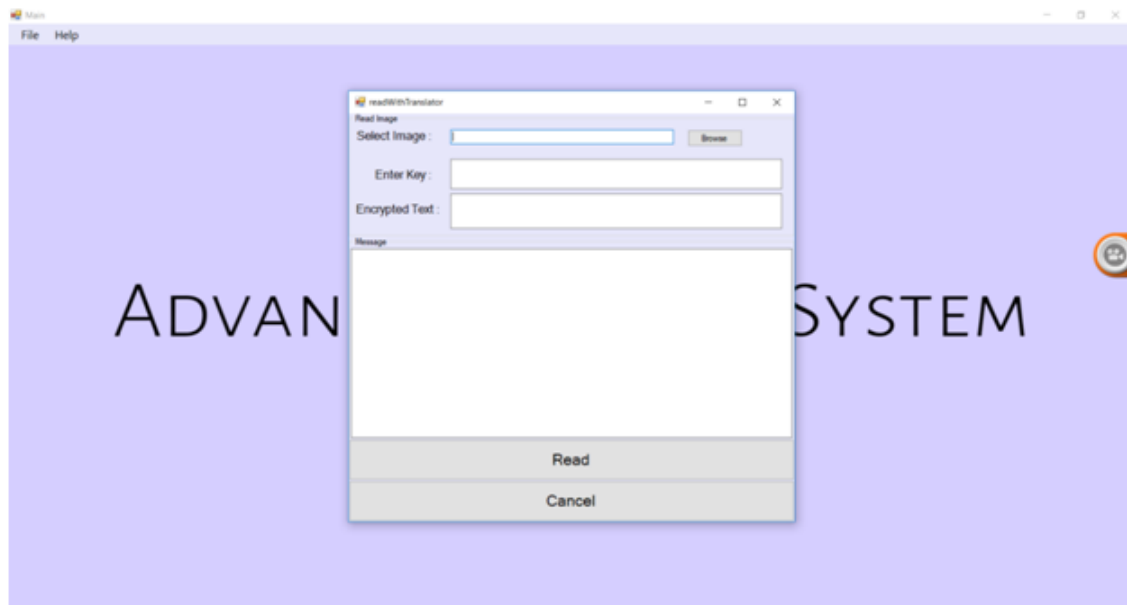 Main
File Help
readWithTranslator
Read Image
Select Image :
Browse
Enter Key :
Encrypted Text :
Message
ADVAN
SYSTEM
Read
Cancel